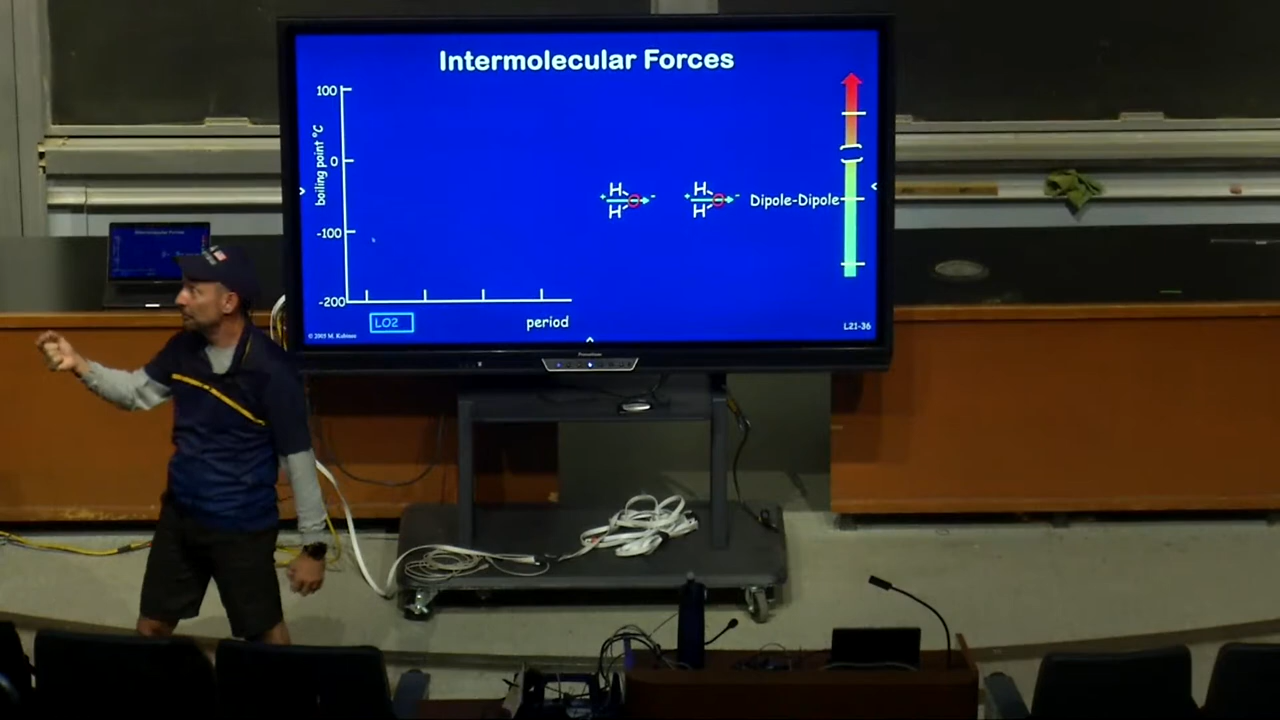 Intermolecular Forces
100
0
-100
-200
boiling point °C
H
H
+ -
H
H
+ -
Dipole-Dipole
LO2
period
L21-36